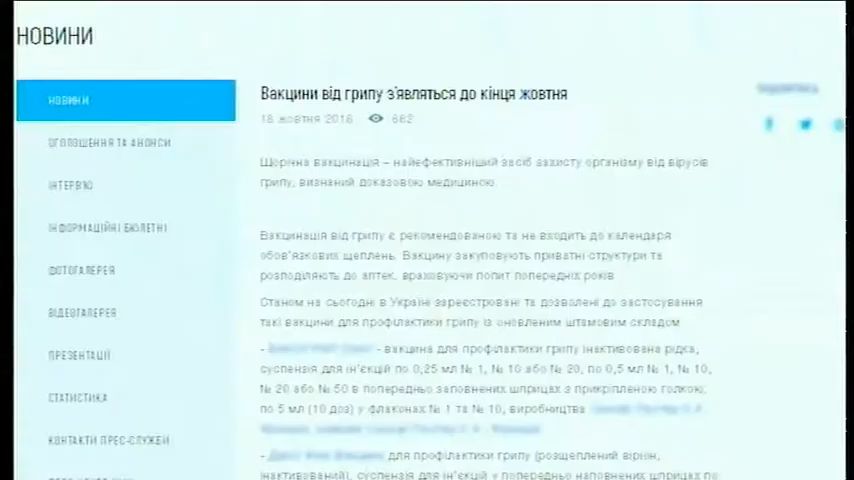 НОВИНИ
НОВИНИ
ОГОЛОШЕННЯ ТА АНОНСИ
ІНТЕРВ'Ю
ІНФОРМАЦІЙНІ БЮЛЕТНІ
ФОТОГАЛЕРЕЯ
ВІДЕОГАЛЕРЕЯ
ПРЕЗЕНТАЦІЇ
СТАТИСТИКА
КОНТАКТИ ПРЕС-СЛУЖБИ
Вакцини від грипу з'являться до кінця жовтня
18 жовтня 2016 662
Щорічна вакцинація – найефективніший засіб захисту організму від вірусів
грипу, визнаний доказовою медициною.
Вакцинація від грипу є рекомендованою та не входить до календаря
обов'язкових щеплень. Вакцину закуповують приватні структури та
розподіляють до аптек, враховуючи попит попередніх років
Станом на сьогодні в Україні зареєстровані та дозволені до застосування
такі вакцини для профілактики грипу із оновленим штамовим складом
- - вакцина для профілактики грипу інактивована рідка,
суспензія для ін'єкцій по 0,25 мл № 1, № 10 або № 20, по 0,5 мл № 1, № 10,
№ 20 або № 50 в попередньо заповнених шприцах з прикріпленою голкою,
по 5 мл (10 доз) у флаконах № 1 та № 10, виробництва
- для профілактики грипу (розщеплений віріон,
інактивований), суспензія для ін'єкцій у попередньо наповнених шприцах по